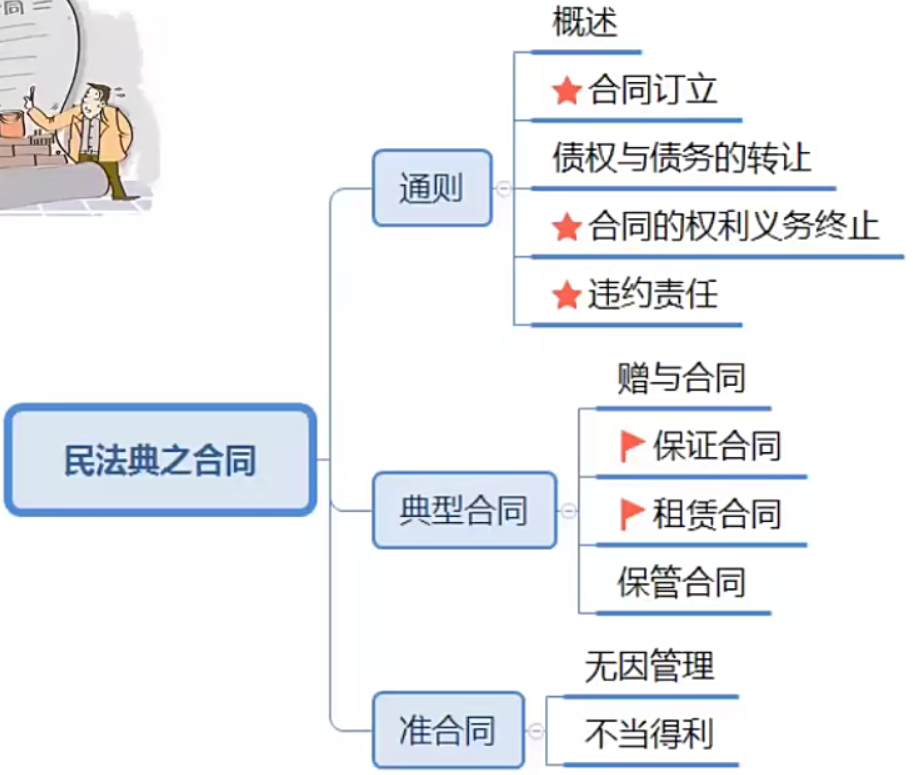 同
概述
合同订立
债权与债务的转让
通则
合同的权利义务终止
违约责任
赠与合同
保证合同
民法典之合同
典型合同
租赁合同
保管合同
无因管理
准合同
不当得利